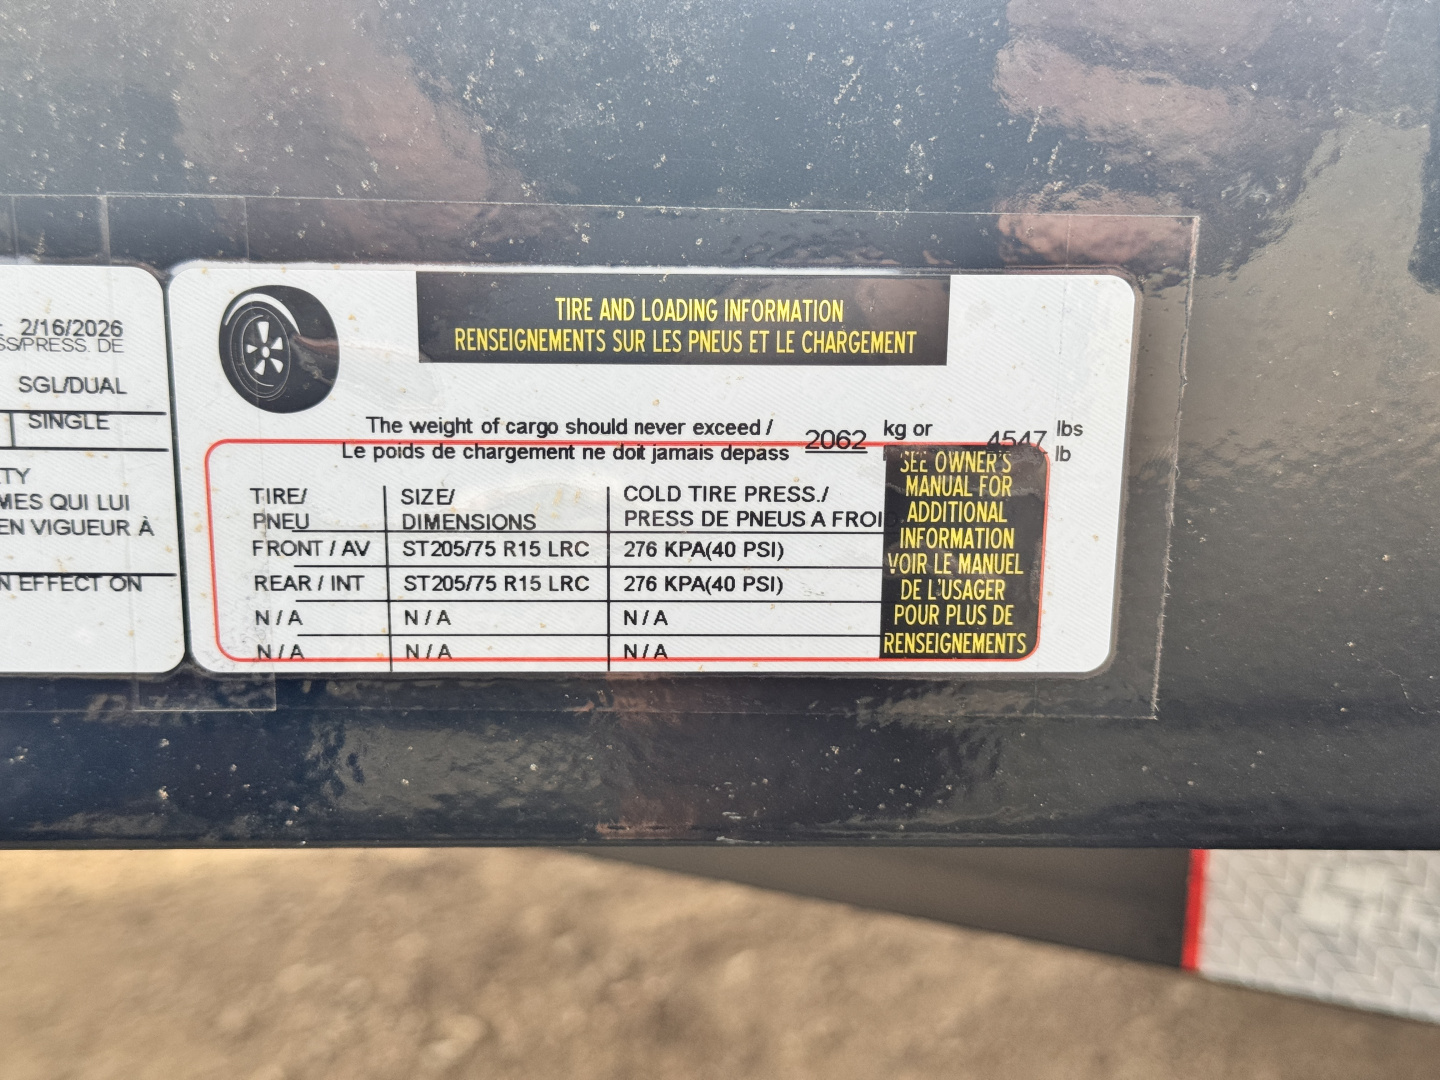 2/16/2026
SS/PRESS. DE
SGL/DUAL
SINGLE
TY
MES QUI LUI
EN VIGUEUR À
N EFFECT ON
TIRE AND LOADING INFORMATION
RENSEIGNEMENTS SUR LES PNEUS ET LE CHARGEMENT
The weight of cargo should never exceed /
Le poids de chargement ne doit jamais depass
2062 kg or 4547 lbs
lb
TIRE/ SIZE/ COLD TIRE PRESS./
PNEU DIMENSIONS PRESS DE PNEUS A FROI
FRONT / AV ST205/75 R15 LRC 276 KPA(40 PSI)
REAR / INT ST205/75 R15 LRC 276 KPA(40 PSI)
N / A N / A N / A
N / A N / A N / A
SEE OWNER'S
MANUAL FOR
ADDITIONAL
INFORMATION
VOIR LE MANUEL
DE L'USAGER
POUR PLUS DE
RENSEIGNEMENTS